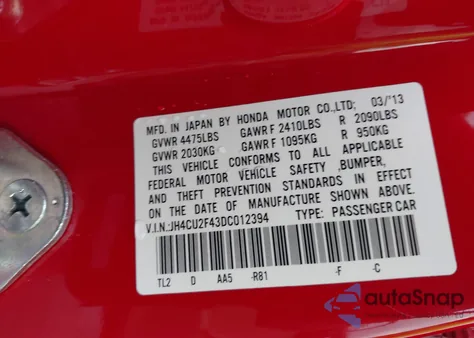 MFD. IN JAPAN BY HONDA MOTOR CO.,LTD; 03/'13
GVWR 4475LBS GAWR F 2410LBS R 2090LBS
GVWR 2030KG GAWR F 1095KG R 950KG
THIS VEHICLE CONFORMS TO ALL APPLICABLE
FEDERAL MOTOR VEHICLE SAFETY ,BUMPER,
AND THEFT PREVENTION STANDARDS IN EFFECT
ON THE DATE OF MANUFACTURE SHOWN ABOVE.
V.I.N:JH4CU2F43DC012394 TYPE: PASSENGER CAR
TL2 D AA5 -R81 -F -C
autoSnap